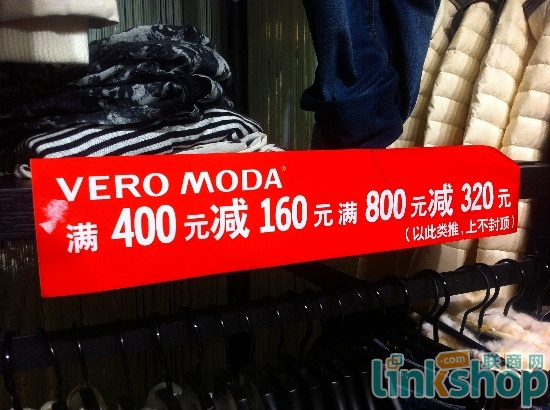 VERO MODA®
满 400 元减 160 元 满 800 元减 320 元
(以此类推,上不封顶)
联商网
linkshop.com